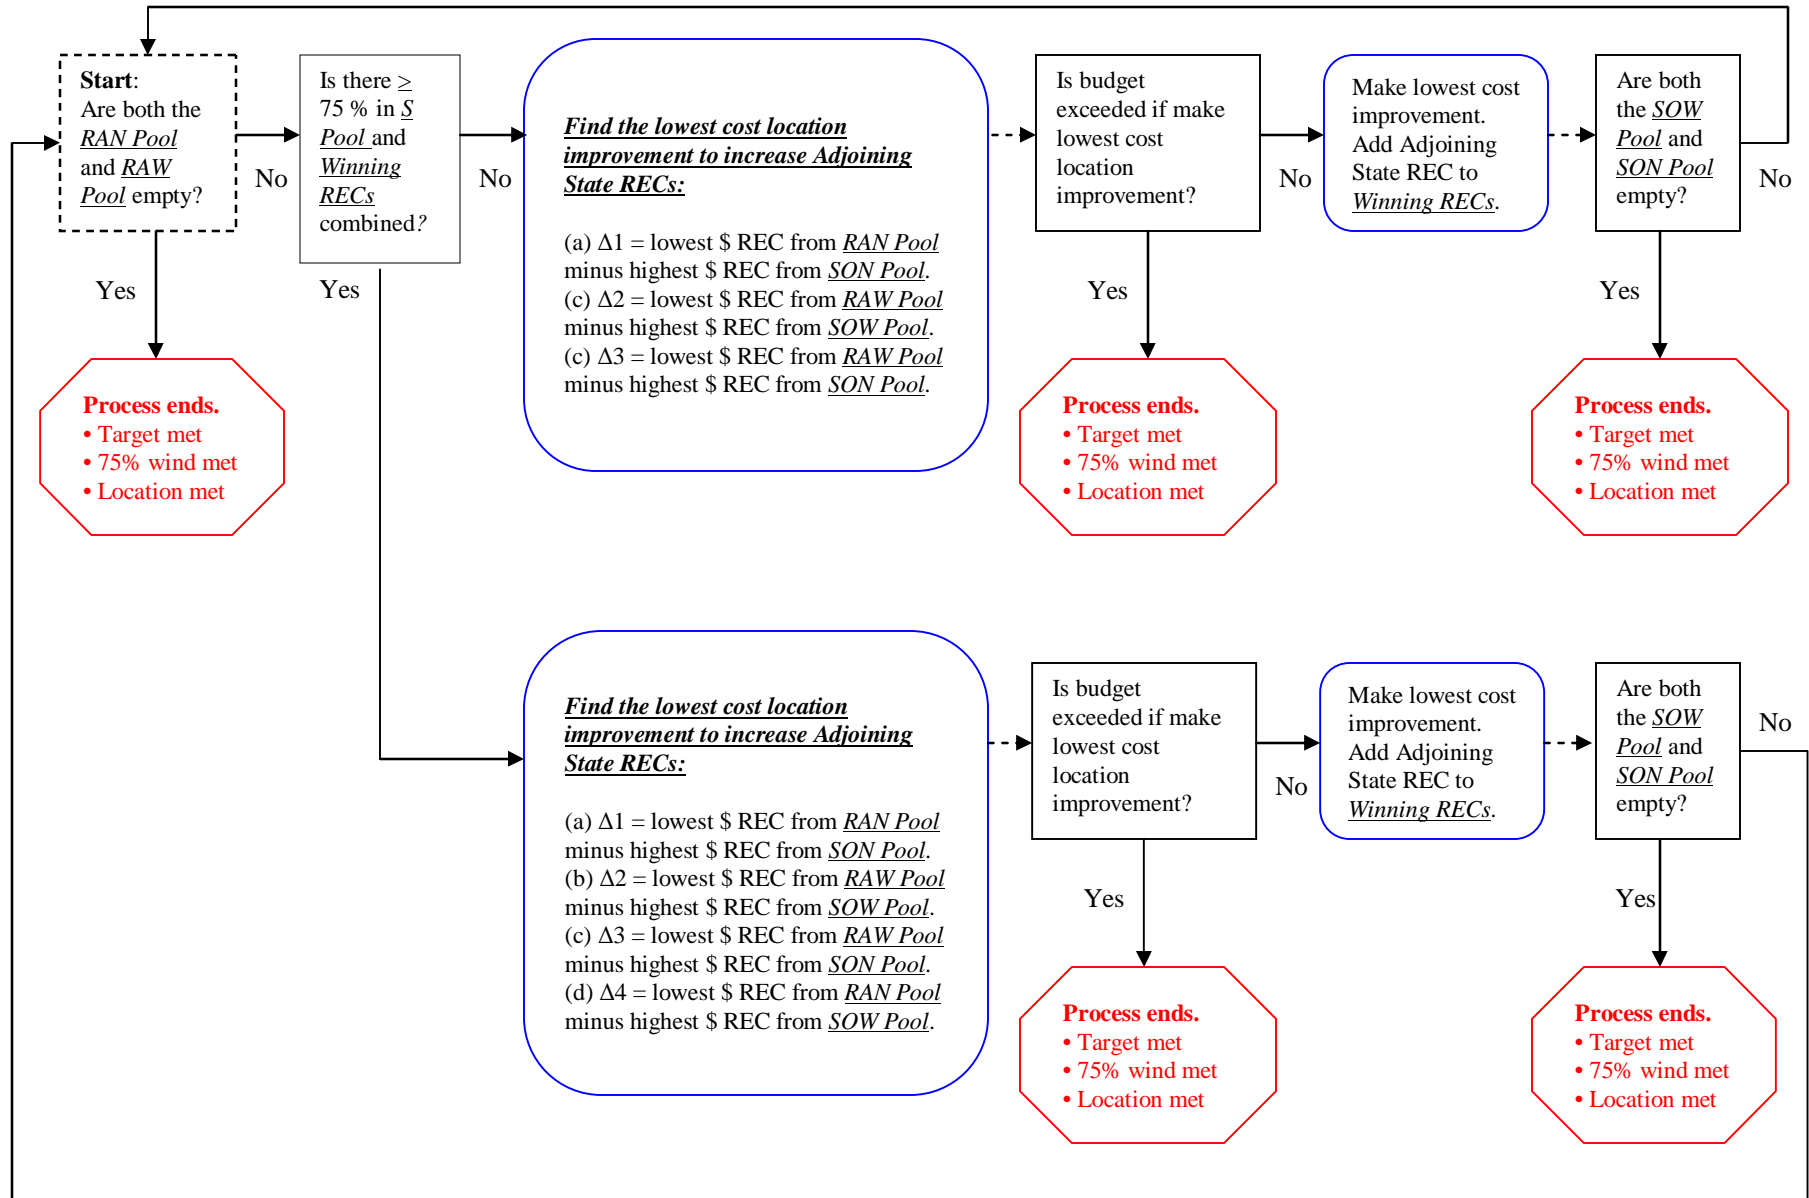 Start:
Are both the
RAN Pool
and RAW
Pool empty?
No
Yes
Process ends.
• Target met
• 75% wind met
• Location met
Is there ≥
75 % in S
Pool and
Winning
RECs
combined?
No
Yes
Find the lowest cost location
improvement to increase Adjoining
State RECs:
(a) Δ1 = lowest $ REC from RAN Pool
minus highest $ REC from SON Pool.
(c) Δ2 = lowest $ REC from RAW Pool
minus highest $ REC from SOW Pool.
(c) Δ3 = lowest $ REC from RAW Pool
minus highest $ REC from SON Pool.
Is budget
exceeded if make
lowest cost
location
improvement?
No
Yes
Process ends.
• Target met
• 75% wind met
• Location met
Make lowest cost
improvement.
Add Adjoining
State REC to
Winning RECs.
Are both
the SOW
Pool and
SON Pool
empty?
No
Yes
Process ends.
• Target met
• 75% wind met
• Location met
Find the lowest cost location
improvement to increase Adjoining
State RECs:
(a) Δ1 = lowest $ REC from RAN Pool
minus highest $ REC from SON Pool.
(b) Δ2 = lowest $ REC from RAW Pool
minus highest $ REC from SOW Pool.
(c) Δ3 = lowest $ REC from RAW Pool
minus highest $ REC from SON Pool.
(d) Δ4 = lowest $ REC from RAN Pool
minus highest $ REC from SOW Pool.
Is budget
exceeded if make
lowest cost
location
improvement?
No
Yes
Process ends.
• Target met
• 75% wind met
• Location met
Make lowest cost
improvement.
Add Adjoining
State REC to
Winning RECs.
Are both
the SOW
Pool and
SON Pool
empty?
No
Yes
Process ends.
• Target met
• 75% wind met
• Location met